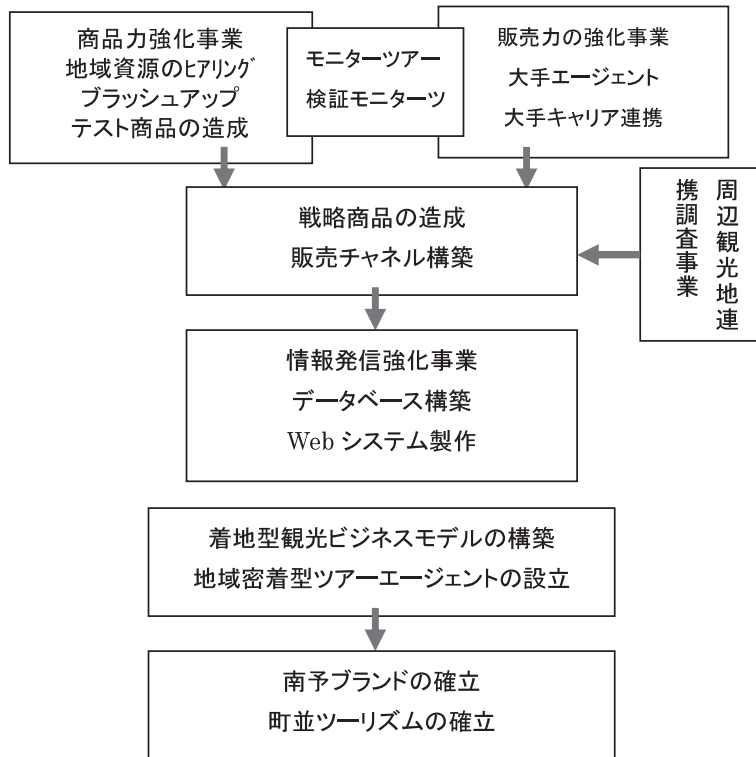 商品力強化事業
地域資源のﾋｱﾘﾝｸﾞ
ブラッシュアップ
テスト商品の造成
モニターツアー
検証モニターツ
販売力の強化事業
大手エージェント
大手キャリア連携
戦略商品の造成
販売チャネル構築
周辺観光地連
携調査事業
情報発信強化事業
データベース構築
Web システム製作
着地型観光ビジネスモデルの構築
地域密着型ツアーエージェントの設立
南予ブランドの確立
町並ツーリズムの確立